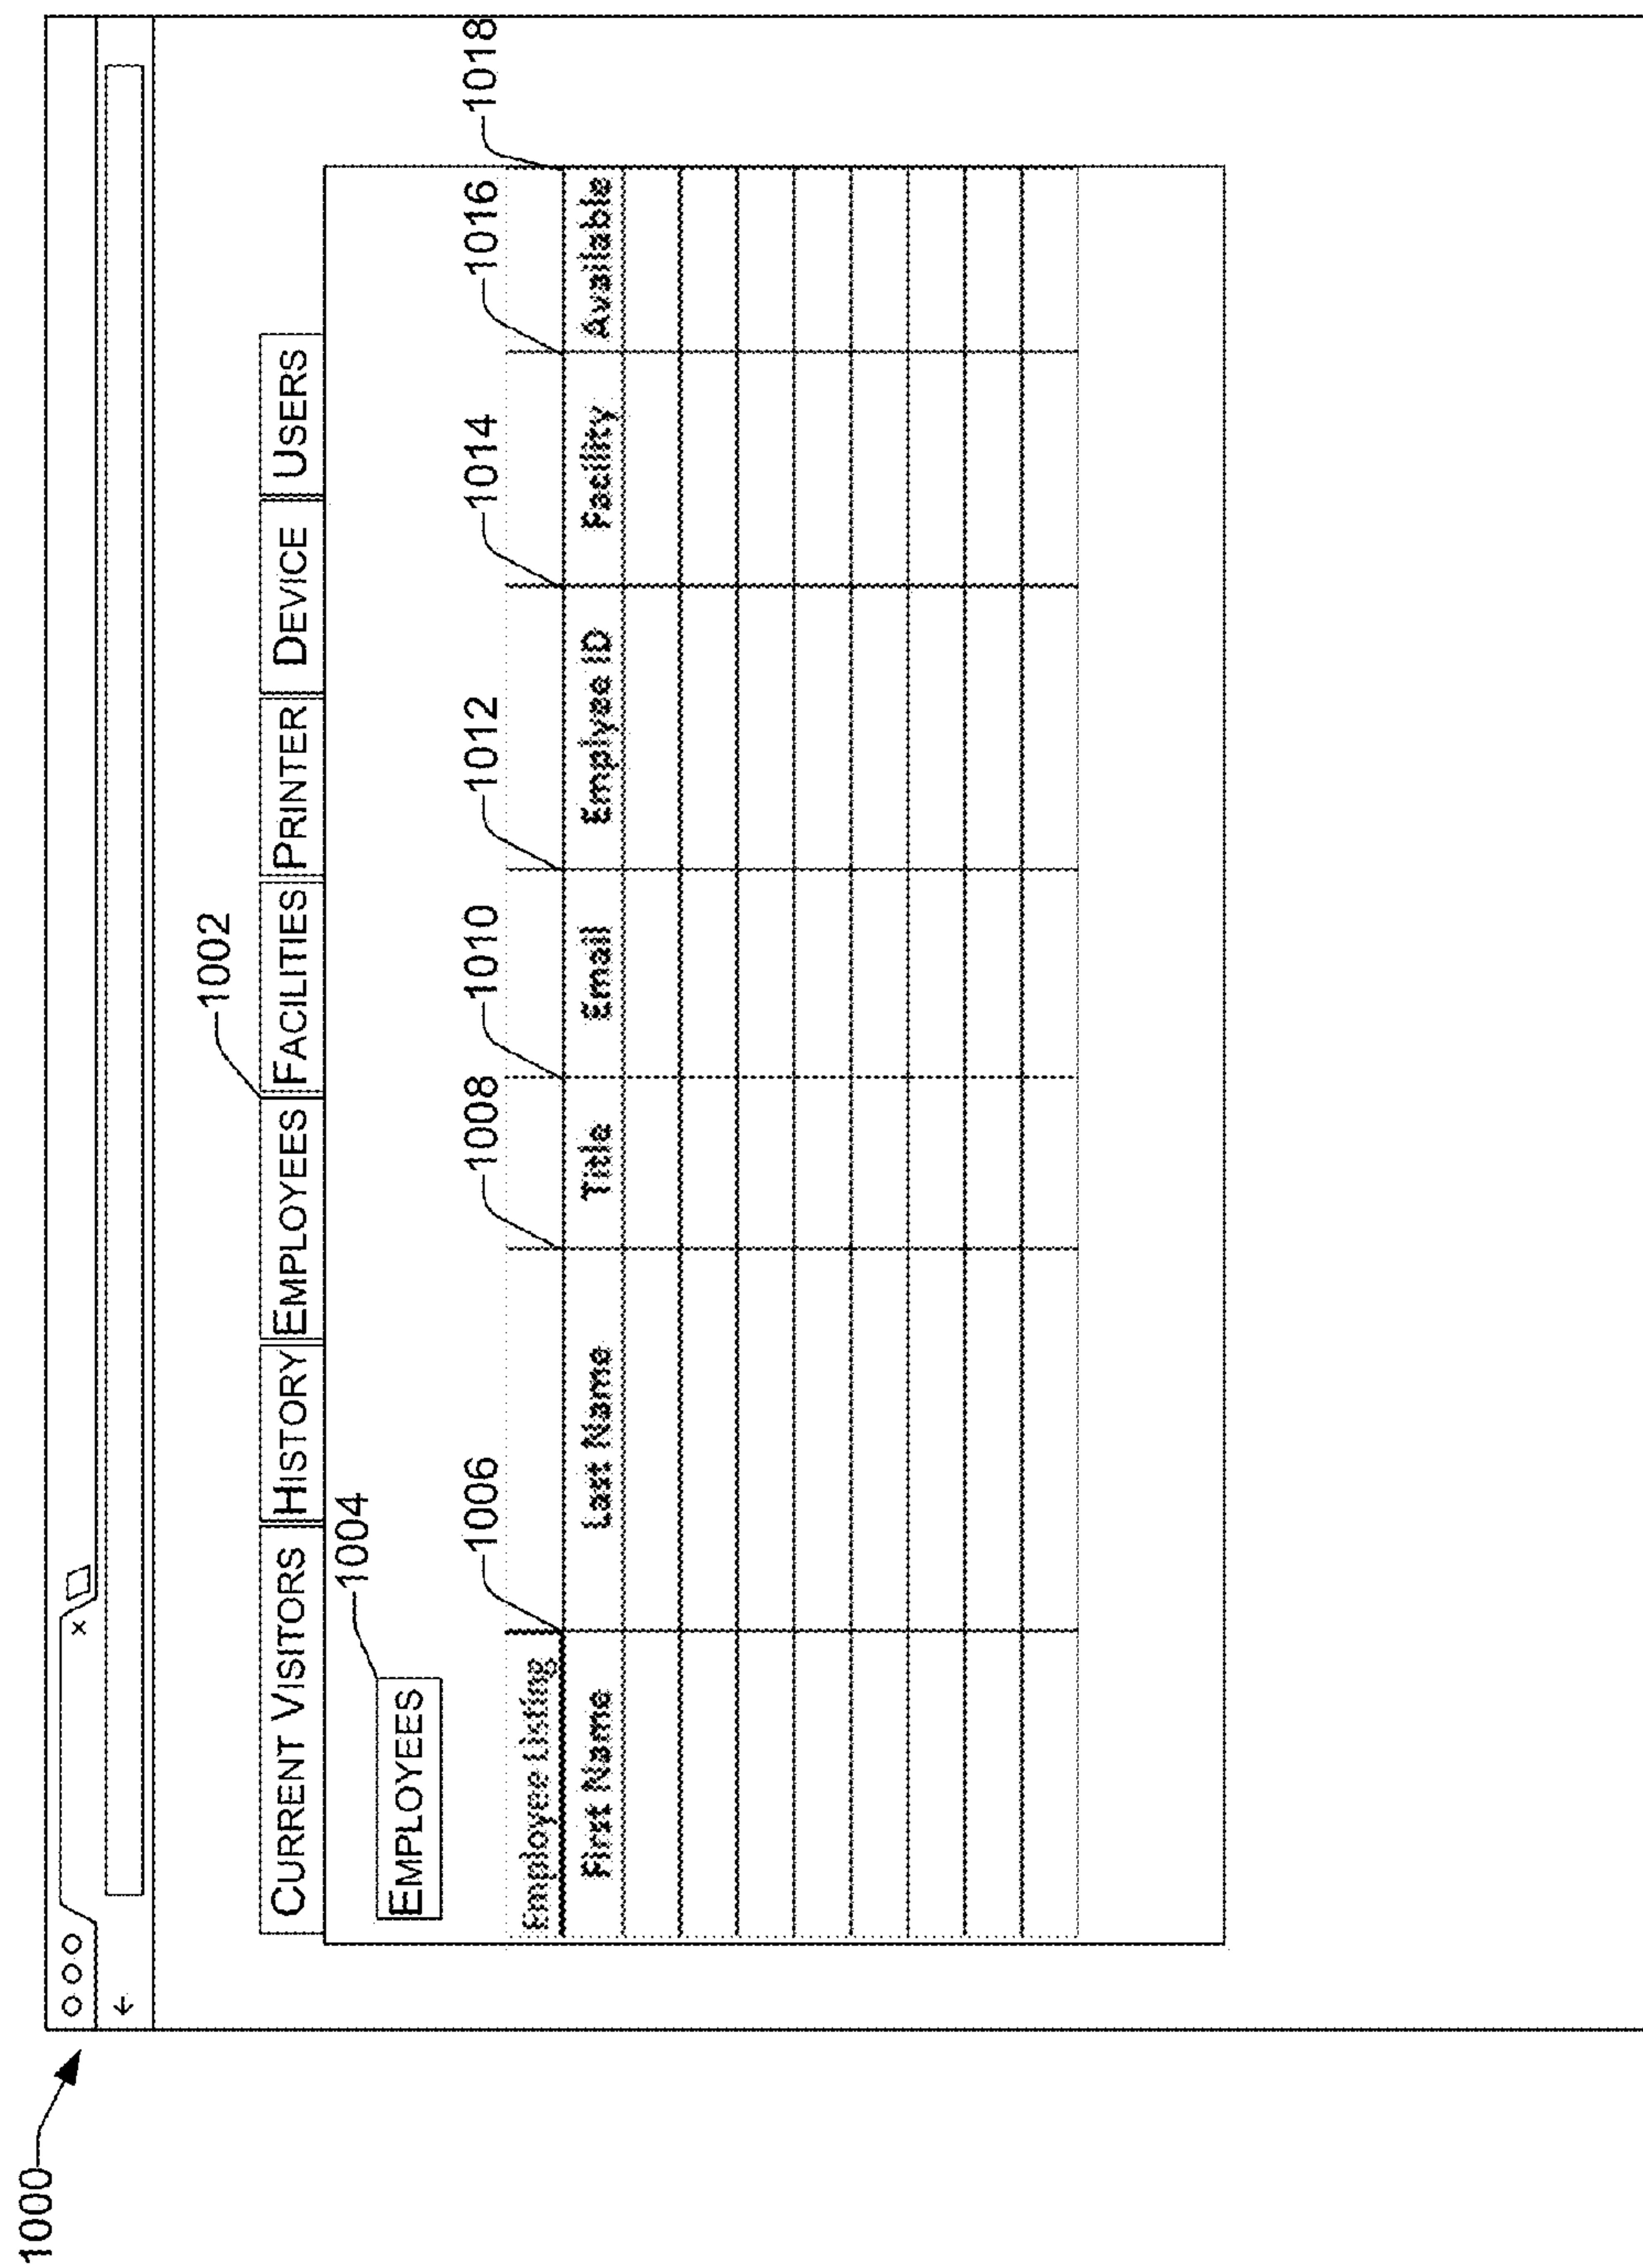 1000
×
←
1002
CURRENT VISITORS HISTORY EMPLOYEES FACILITIES PRINTER DEVICE USERS
1004
EMPLOYEES
1006 1008 1010 1012 1014 1016 1018
Employee Listing
First Name Last Name Title Email Emplyee ID Facility Available